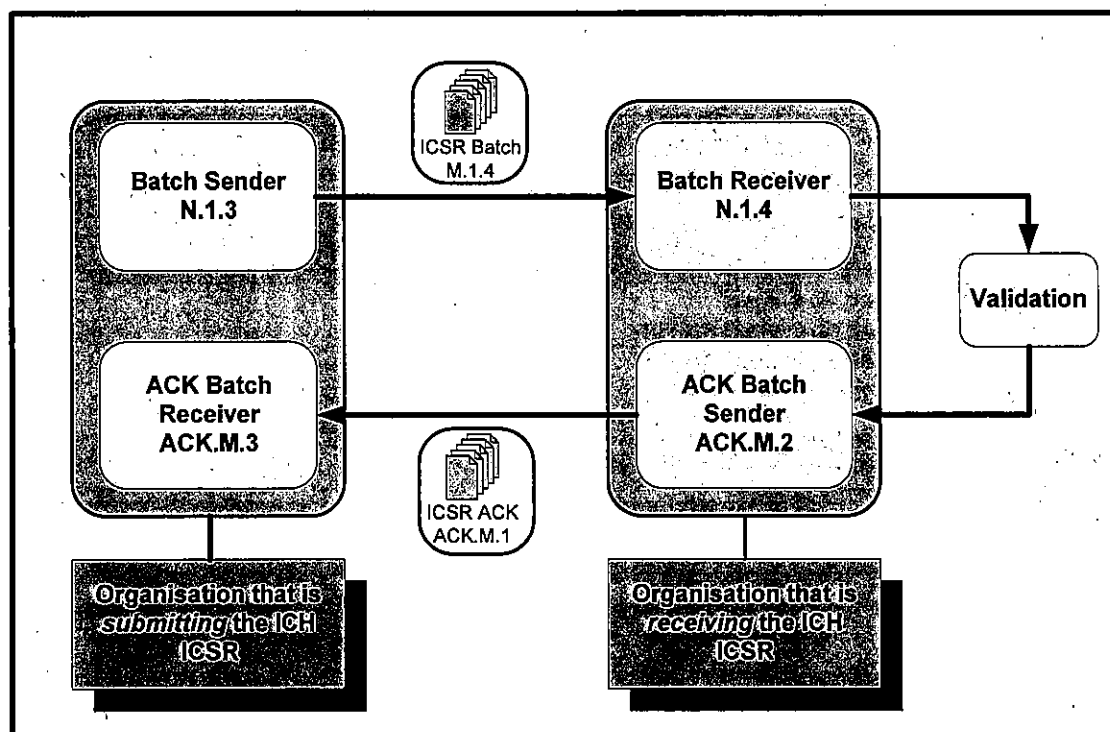 ICSR Batch
M.1.4
Batch Sender
N.1.3
Batch Receiver
N.1.4
Validation
ACK Batch
Receiver
ACK.M.3
ACK Batch
Sender
ACK.M.2
ICSR ACK
ACK.M.1
Organisation that is
submitting the ICH
ICSR
Organisation that is
receiving the ICH
ICSR